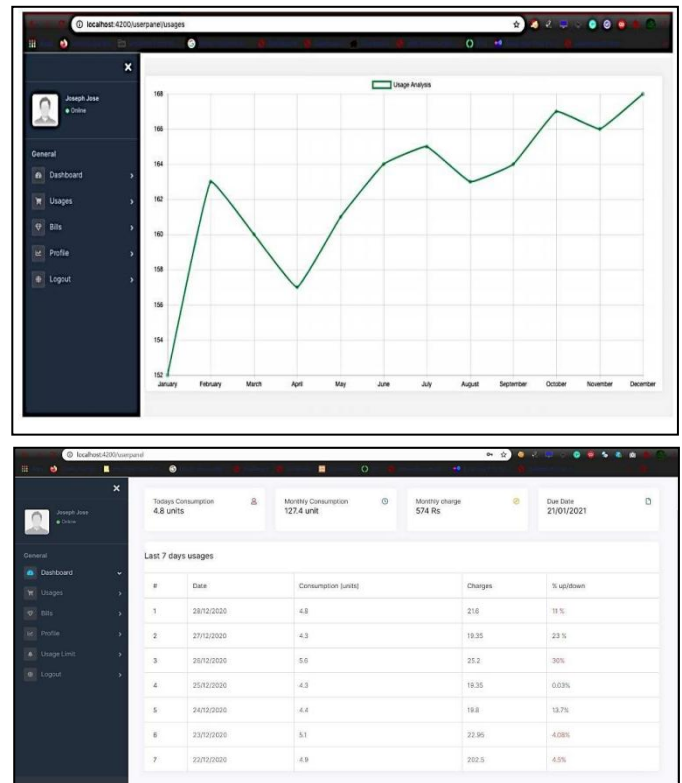 localhost:4200/userpanel/usages
Joseph Jose
Online
General
Dashboard
Usages
Bills
Profile
Logout
Usage Analysis
168
166
164
162
160
158
156
154
152
January February March April May June July August September October November December
localhost:4200/userpanel
Joseph Jose
Online
General
Dashboard
Usages
Bills
Profile
Usage Limit
Logout
Todays Consumption Monthly Consumption Monthly charge Due Date
4.8 units 127.4 unit 574 Rs 21/01/2021
Last 7 days usages
# Date Consumption (units) Charges % up/down
1 28/12/2020 4.8 21.6 11 %
2 27/12/2020 4.3 19.35 23 %
3 26/12/2020 5.6 25.2 30%
4 25/12/2020 4.3 19.35 0.03%
5 24/12/2020 4.4 19.8 13.7%
6 23/12/2020 5.1 22.95 4.08%
7 22/12/2020 4.9 202.5 4.5%